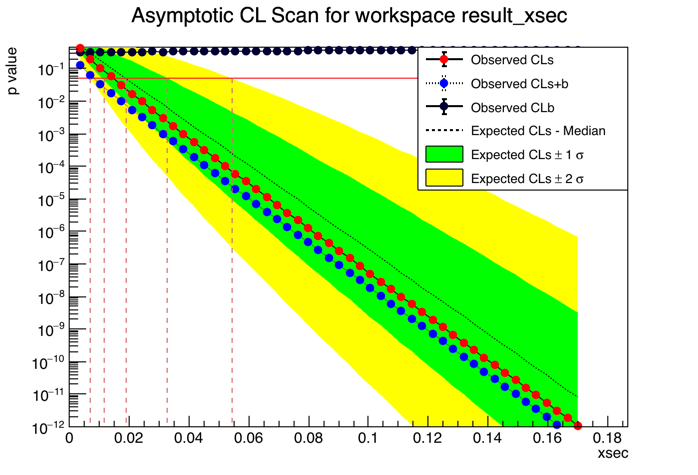 Asymptotic CL Scan for workspace result_xsec
p value
Observed CLs
Observed CLs+b
Observed CLb
Expected CLs - Median
Expected CLs ± 1 σ
Expected CLs ± 2 σ
10⁻¹
10⁻²
10⁻³
10⁻⁴
10⁻⁵
10⁻⁶
10⁻⁷
10⁻⁸
10⁻⁹
10⁻¹⁰
10⁻¹¹
10⁻¹²
0 0.02 0.04 0.06 0.08 0.1 0.12 0.14 0.16 0.18
xsec